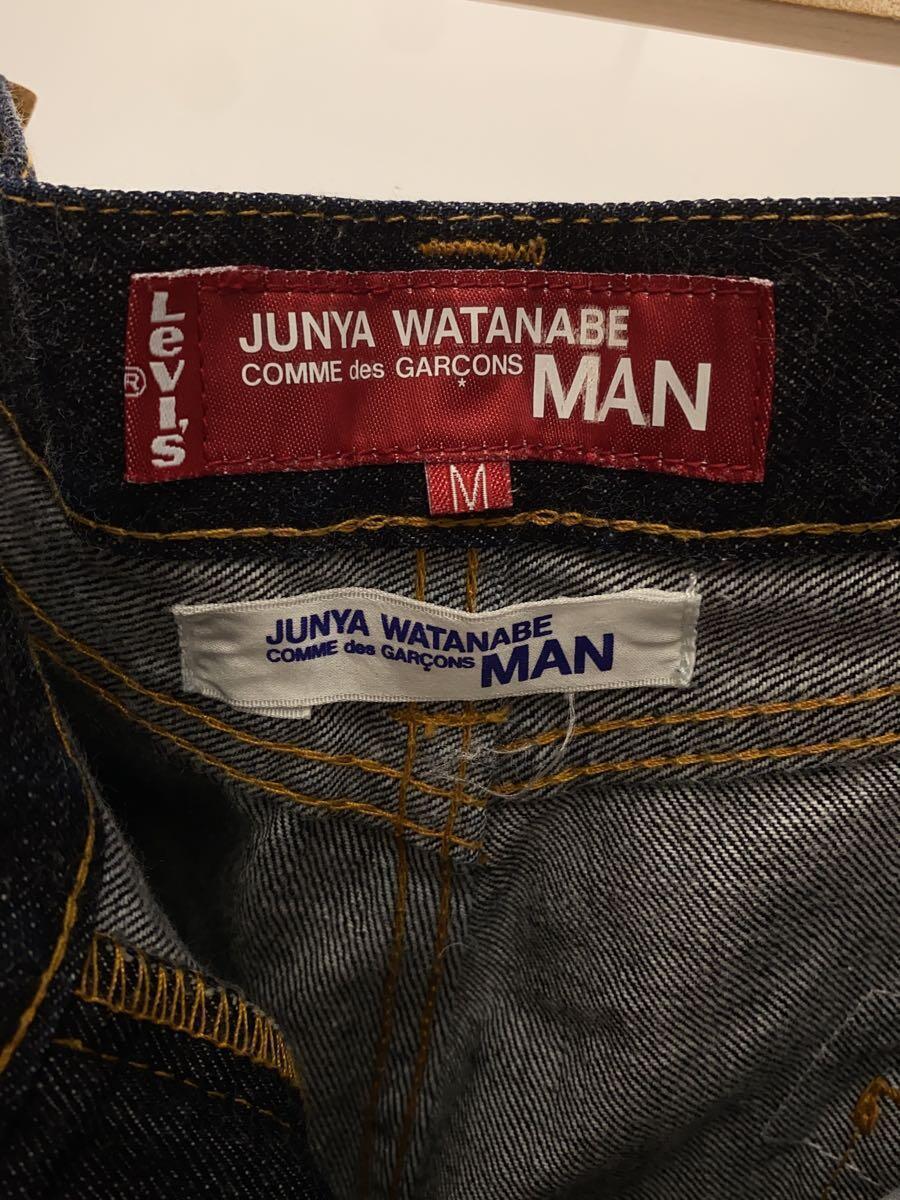 Levi's
®
JUNYA WATANABE
COMME des GARÇONS MAN
M
JUNYA WATANABE
COMME des GARÇONS MAN